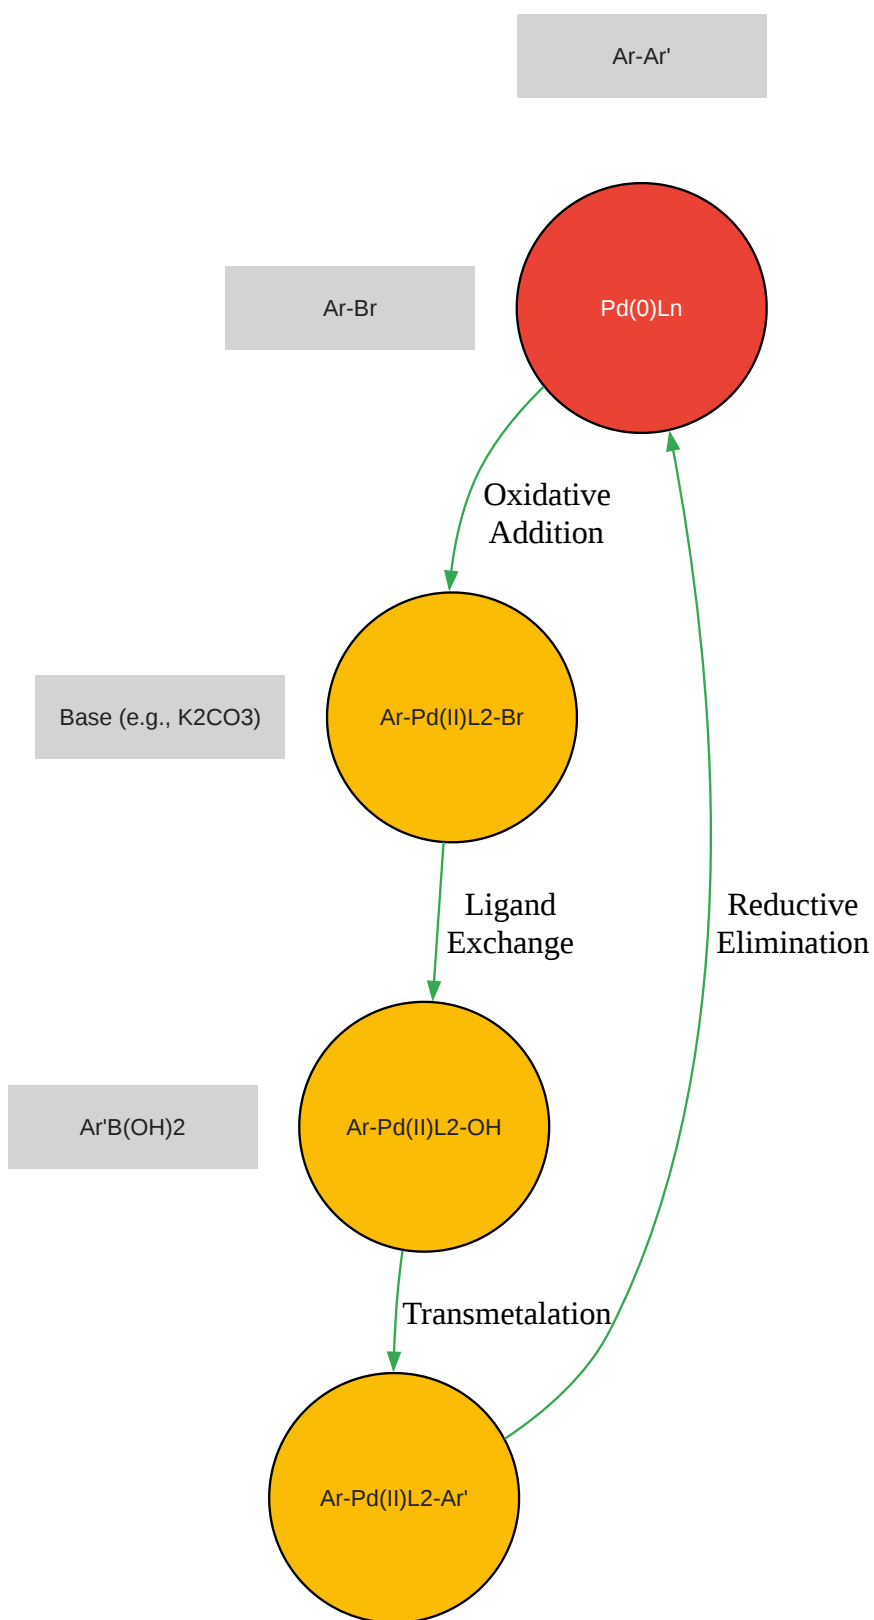 Ar-Ar'
Ar-Br
Pd(0)Ln
Oxidative
Addition
Base (e.g., K2CO3)
Ar-Pd(II)L2-Br
Ligand
Exchange
Reductive
Elimination
Ar'B(OH)2
Ar-Pd(II)L2-OH
Transmetalation
Ar-Pd(II)L2-Ar'